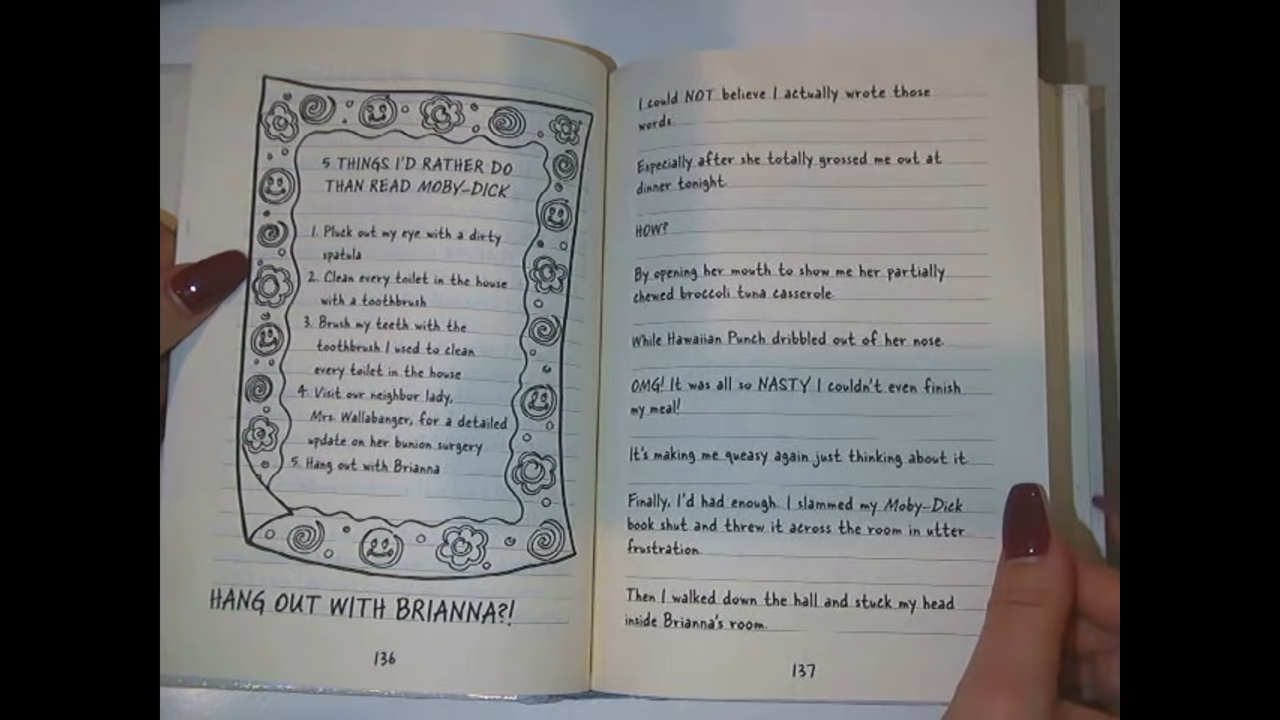 5 THINGS I'D RATHER DO
THAN READ MOBY-DICK
1. Pluck out my eye with a dirty
spatula
2. Clean every toilet in the house
with a toothbrush
3. Brush my teeth with the
toothbrush I used to clean
every toilet in the house
4. Visit our neighbor lady,
Mrs. Wallabanger, for a detailed
update on her bunion surgery
5. Hang out with Brianna
HANG OUT WITH BRIANNA?!
136
I could NOT believe I actually wrote those
words.
Especially after she totally grossed me out at
dinner tonight.
HOW?
By opening her mouth to show me her partially
chewed broccoli tuna casserole.
While Hawaiian Punch dribbled out of her nose.
OMG! It was all so NASTY I couldn't even finish
my meal!
It's making me queasy again just thinking about it.
Finally, I'd had enough. I slammed my Moby-Dick
book shut and threw it across the room in utter
frustration.
Then I walked down the hall and stuck my head
inside Brianna's room.
137